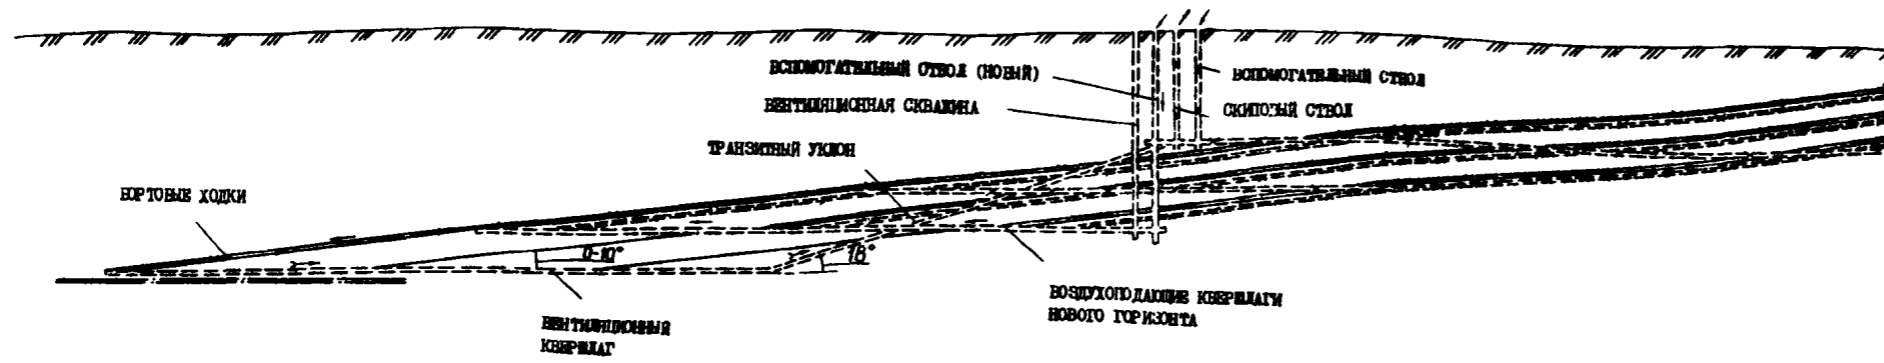 ВСПОМОГАТЕЛЬНЫЙ СТВОЛ (НОВЫЙ)
ВСПОМОГАТЕЛЬНЫЙ СТВОЛ
ВЕНТИЛЯЦИОННАЯ СКВАЖИНА
СКИПОВЫЙ СТВОЛ
ТРАНЗИТНЫЙ УКЛОН
БОРТОВЫЕ ХОДКИ
0-10°
18°
ВОЗДУХОПОДАЮЩИЕ КВЕРШЛАГИ
НОВОГО ГОРИЗОНТА
ВЕНТИЛЯЦИОННЫЙ
КВЕРШЛАГ